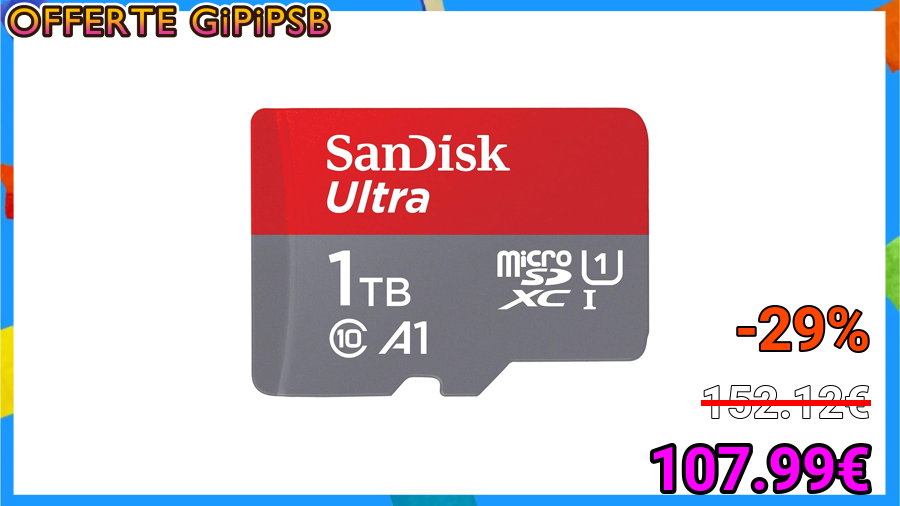 OFFERTE GiPiPSB
SanDisk
Ultra
1TB
micro SD XC I U1
10 A1
-29%
152.12€
107.99€